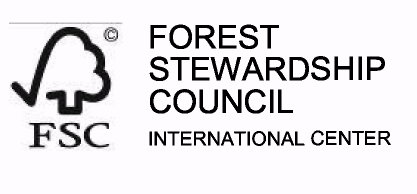 ©
FSC
FOREST
STEWARDSHIP
COUNCIL
INTERNATIONAL CENTER